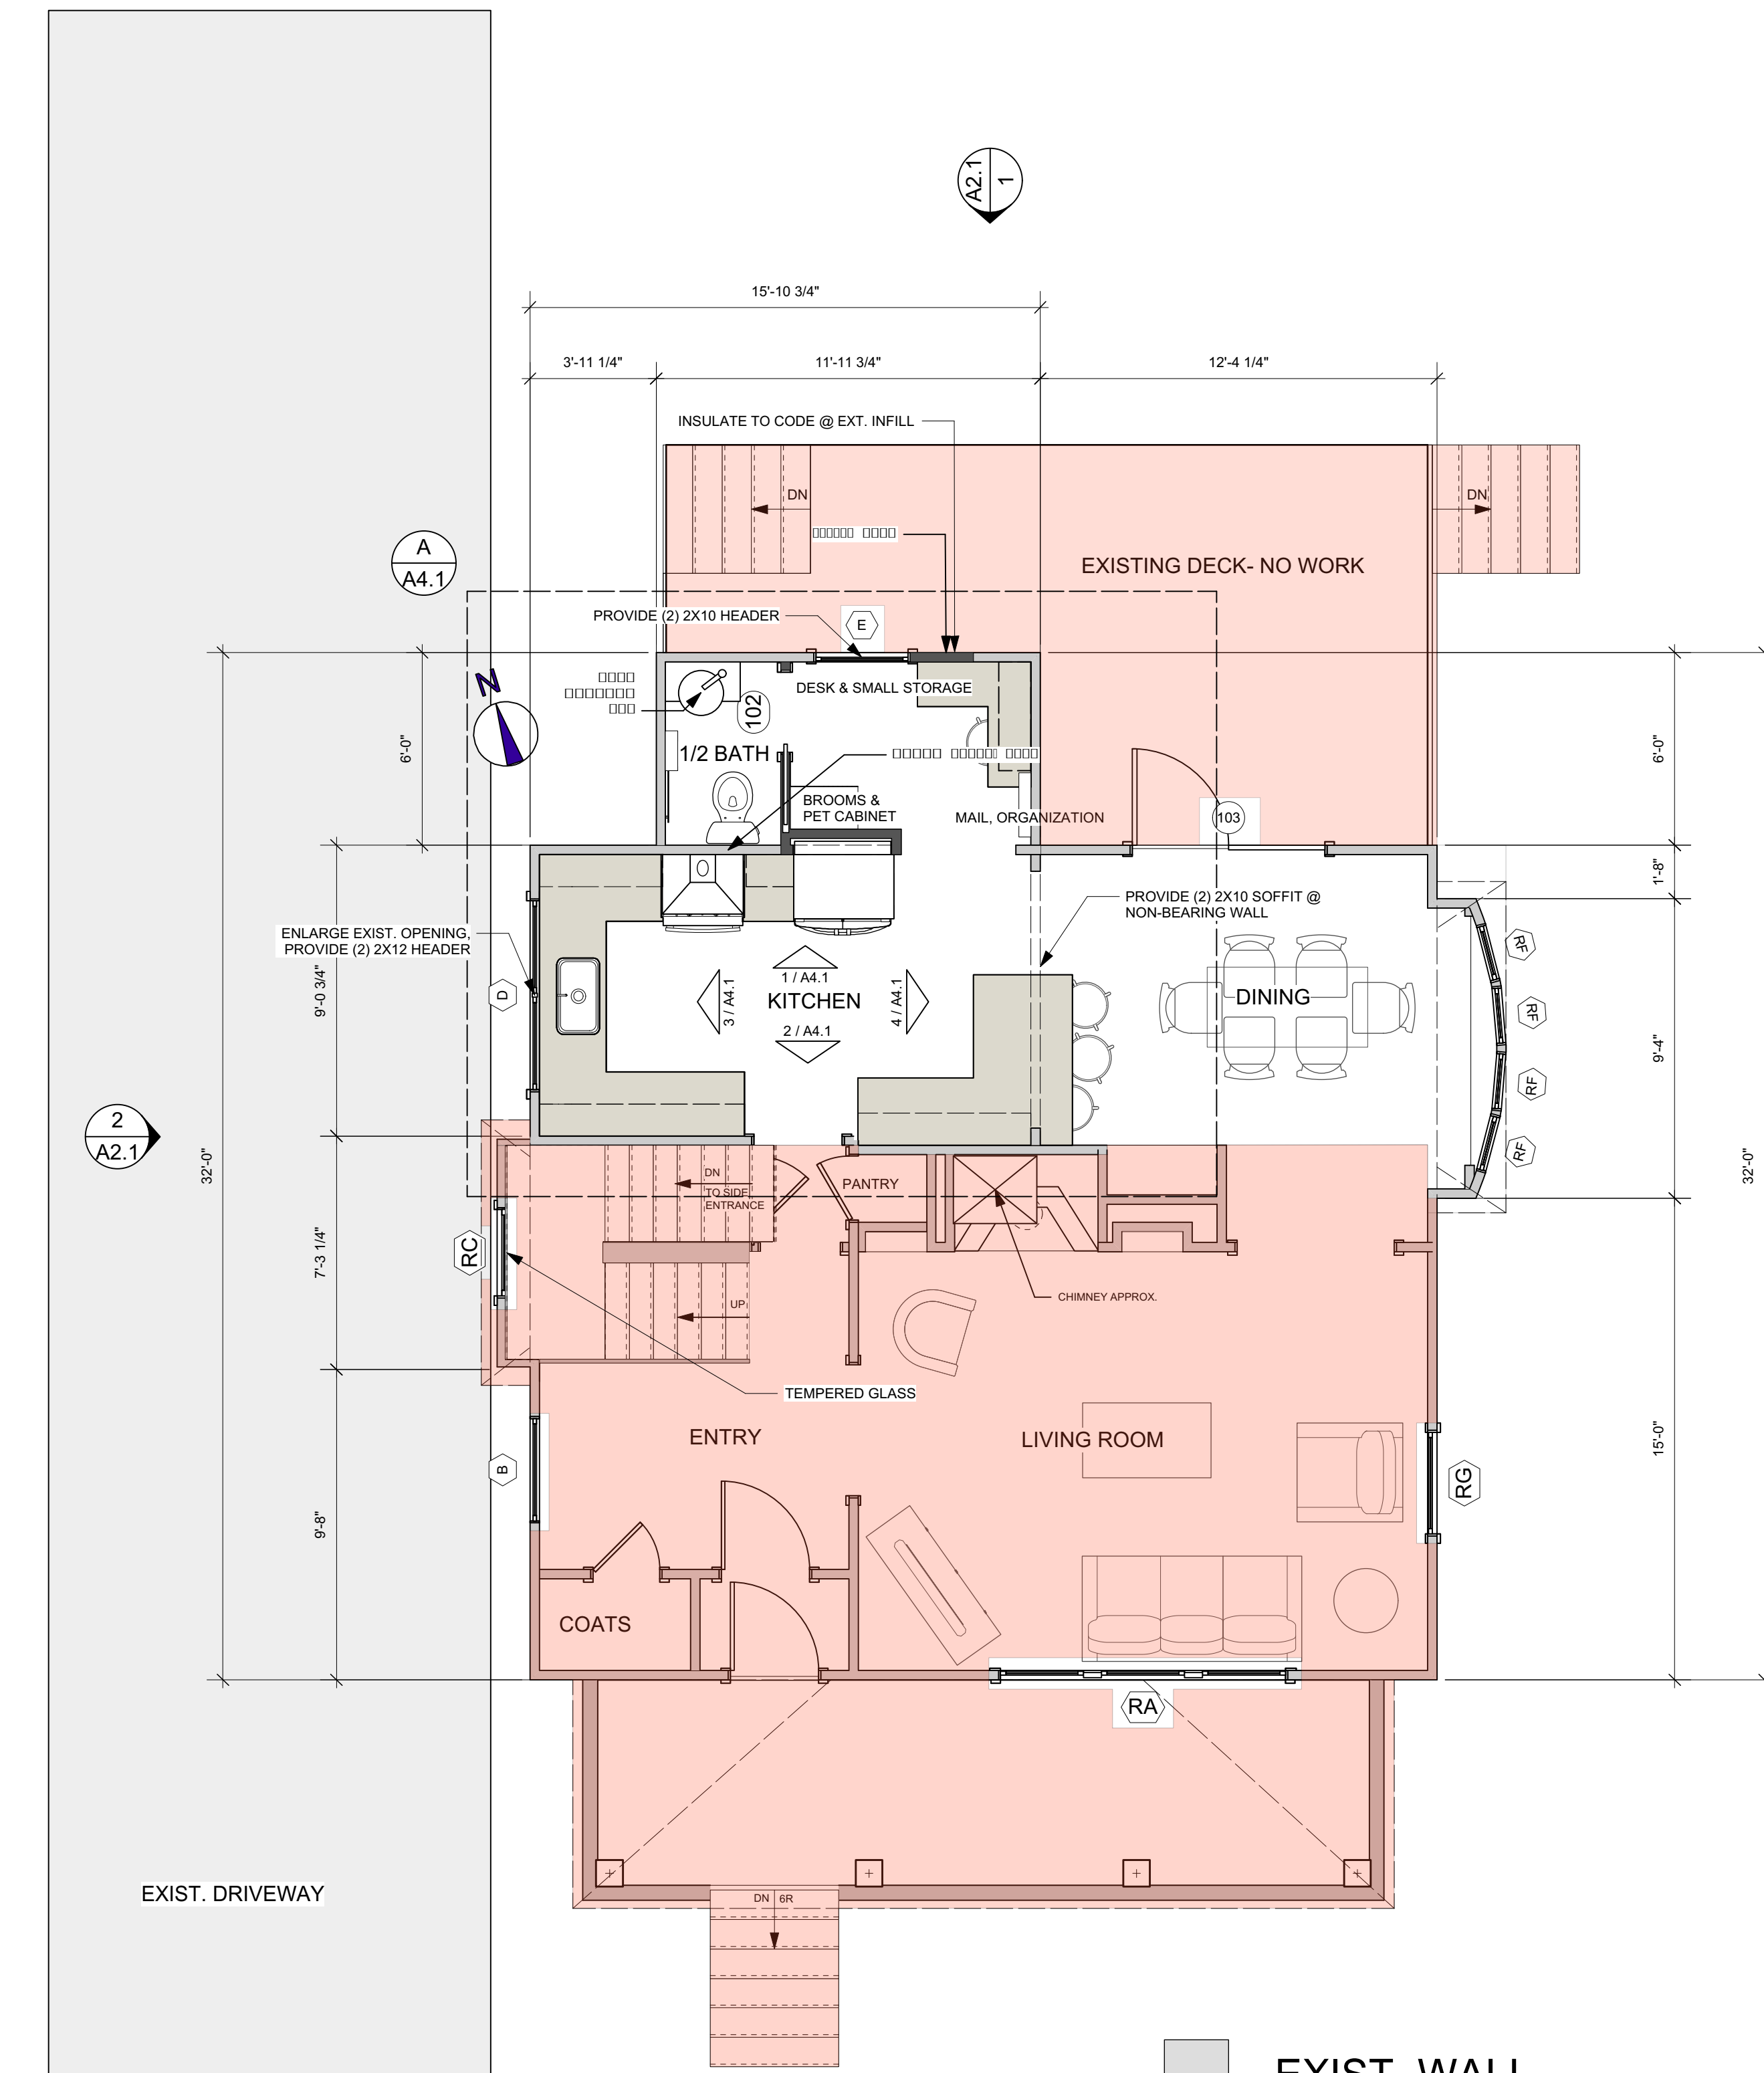 A2.1
1
15'-10 3/4"
3'-11 1/4"
11'-11 3/4"
12'-4 1/4"
INSULATE TO CODE @ EXT. INFILL
DN
DN
EXISTING DECK- NO WORK
A
A4.1
PROVIDE (2) 2X10 HEADER
E
N
DESK & SMALL STORAGE
102
1/2 BATH
6'-0"
6'-0"
BROOMS &
PET CABINET
MAIL, ORGANIZATION
103
1'-8"
PROVIDE (2) 2X10 SOFFIT @
NON-BEARING WALL
ENLARGE EXIST. OPENING,
PROVIDE (2) 2X12 HEADER
9'-0 3/4"
D
1 / A4.1
3 / A4.1
KITCHEN
4 / A4.1
2 / A4.1
DINING
RF
RF
RF
RF
9'-4"
2
A2.1
32'-0"
32'-0"
DN
TO SIDE
ENTRANCE
PANTRY
RC
7'-3 1/4"
UP
CHIMNEY APPROX.
TEMPERED GLASS
ENTRY
LIVING ROOM
B
RG
15'-0"
9'-8"
COATS
RA
EXIST. DRIVEWAY
DN
6R
EXIST. WALL